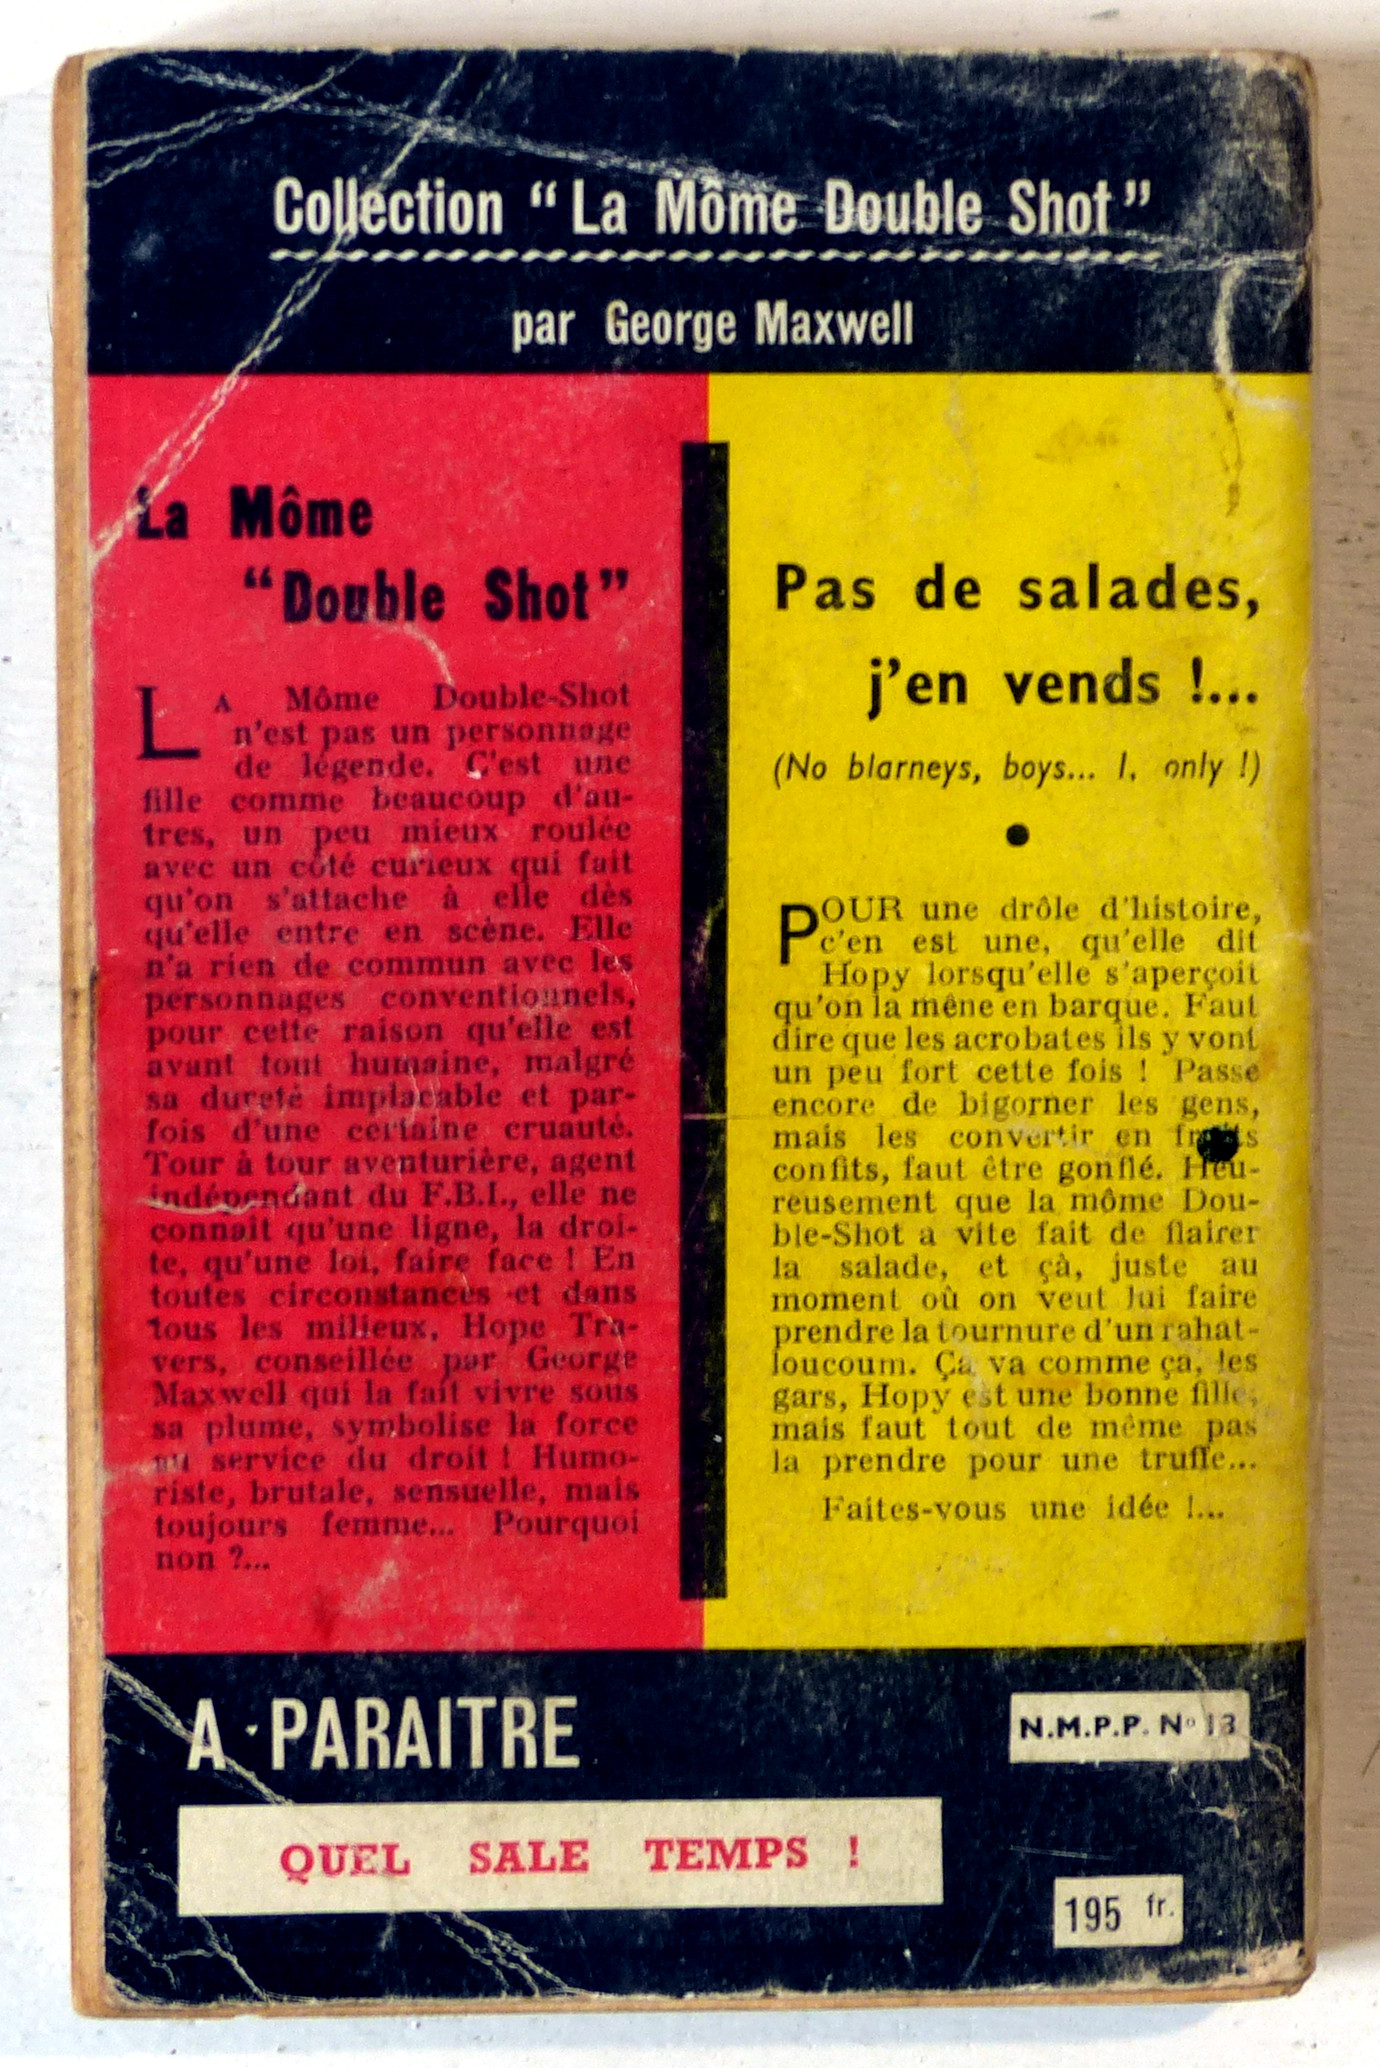 Collection “ La Môme Double Shot ”
par George Maxwell
La Môme
“Double Shot”
LA Môme Double-Shot
n'est pas un personnage
de légende. C'est une
fille comme beaucoup d'au-
tres, un peu mieux roulée
avec un côté curieux qui fait
qu'on s'attache à elle dès
qu'elle entre en scène. Elle
n'a rien de commun avec les
personnages conventionnels,
pour cette raison qu'elle est
avant tout humaine, malgré
sa dureté implacable et par-
fois d'une certaine cruauté.
Tour à tour aventurière, agent
indépendant du F.B.I., elle ne
connaît qu'une ligne, la droi-
te, qu'une loi, faire face ! En
toutes circonstances et dans
tous les milieux, Hope Tra-
vers, conseillée par George
Maxwell qui la fait vivre sous
sa plume, symbolise la force
au service du droit ! Humo-
riste, brutale, sensuelle, mais
toujours femme... Pourquoi
non ?...
Pas de salades,
j'en vends !...
(No blarneys, boys... I, only !)
POUR une drôle d'histoire,
c'en est une, qu'elle dit
Hopy lorsqu'elle s'aperçoit
qu'on la mêne en barque. Faut
dire que les acrobates ils y vont
un peu fort cette fois ! Passe
encore de bigorner les gens,
mais les convertir en fruits
confits, faut être gonflé. Heu-
reusement que la môme Dou-
ble-Shot a vite fait de flairer
la salade, et çà, juste au
moment où on veut lui faire
prendre la tournure d'un rahat-
loucoum. Ça va comme ça, les
gars, Hopy est une bonne fille,
mais faut tout de même pas
la prendre pour une truffe...
Faites-vous une idée !...
A PARAITRE
N.M.P.P. No 13
QUEL SALE TEMPS !
195 fr.